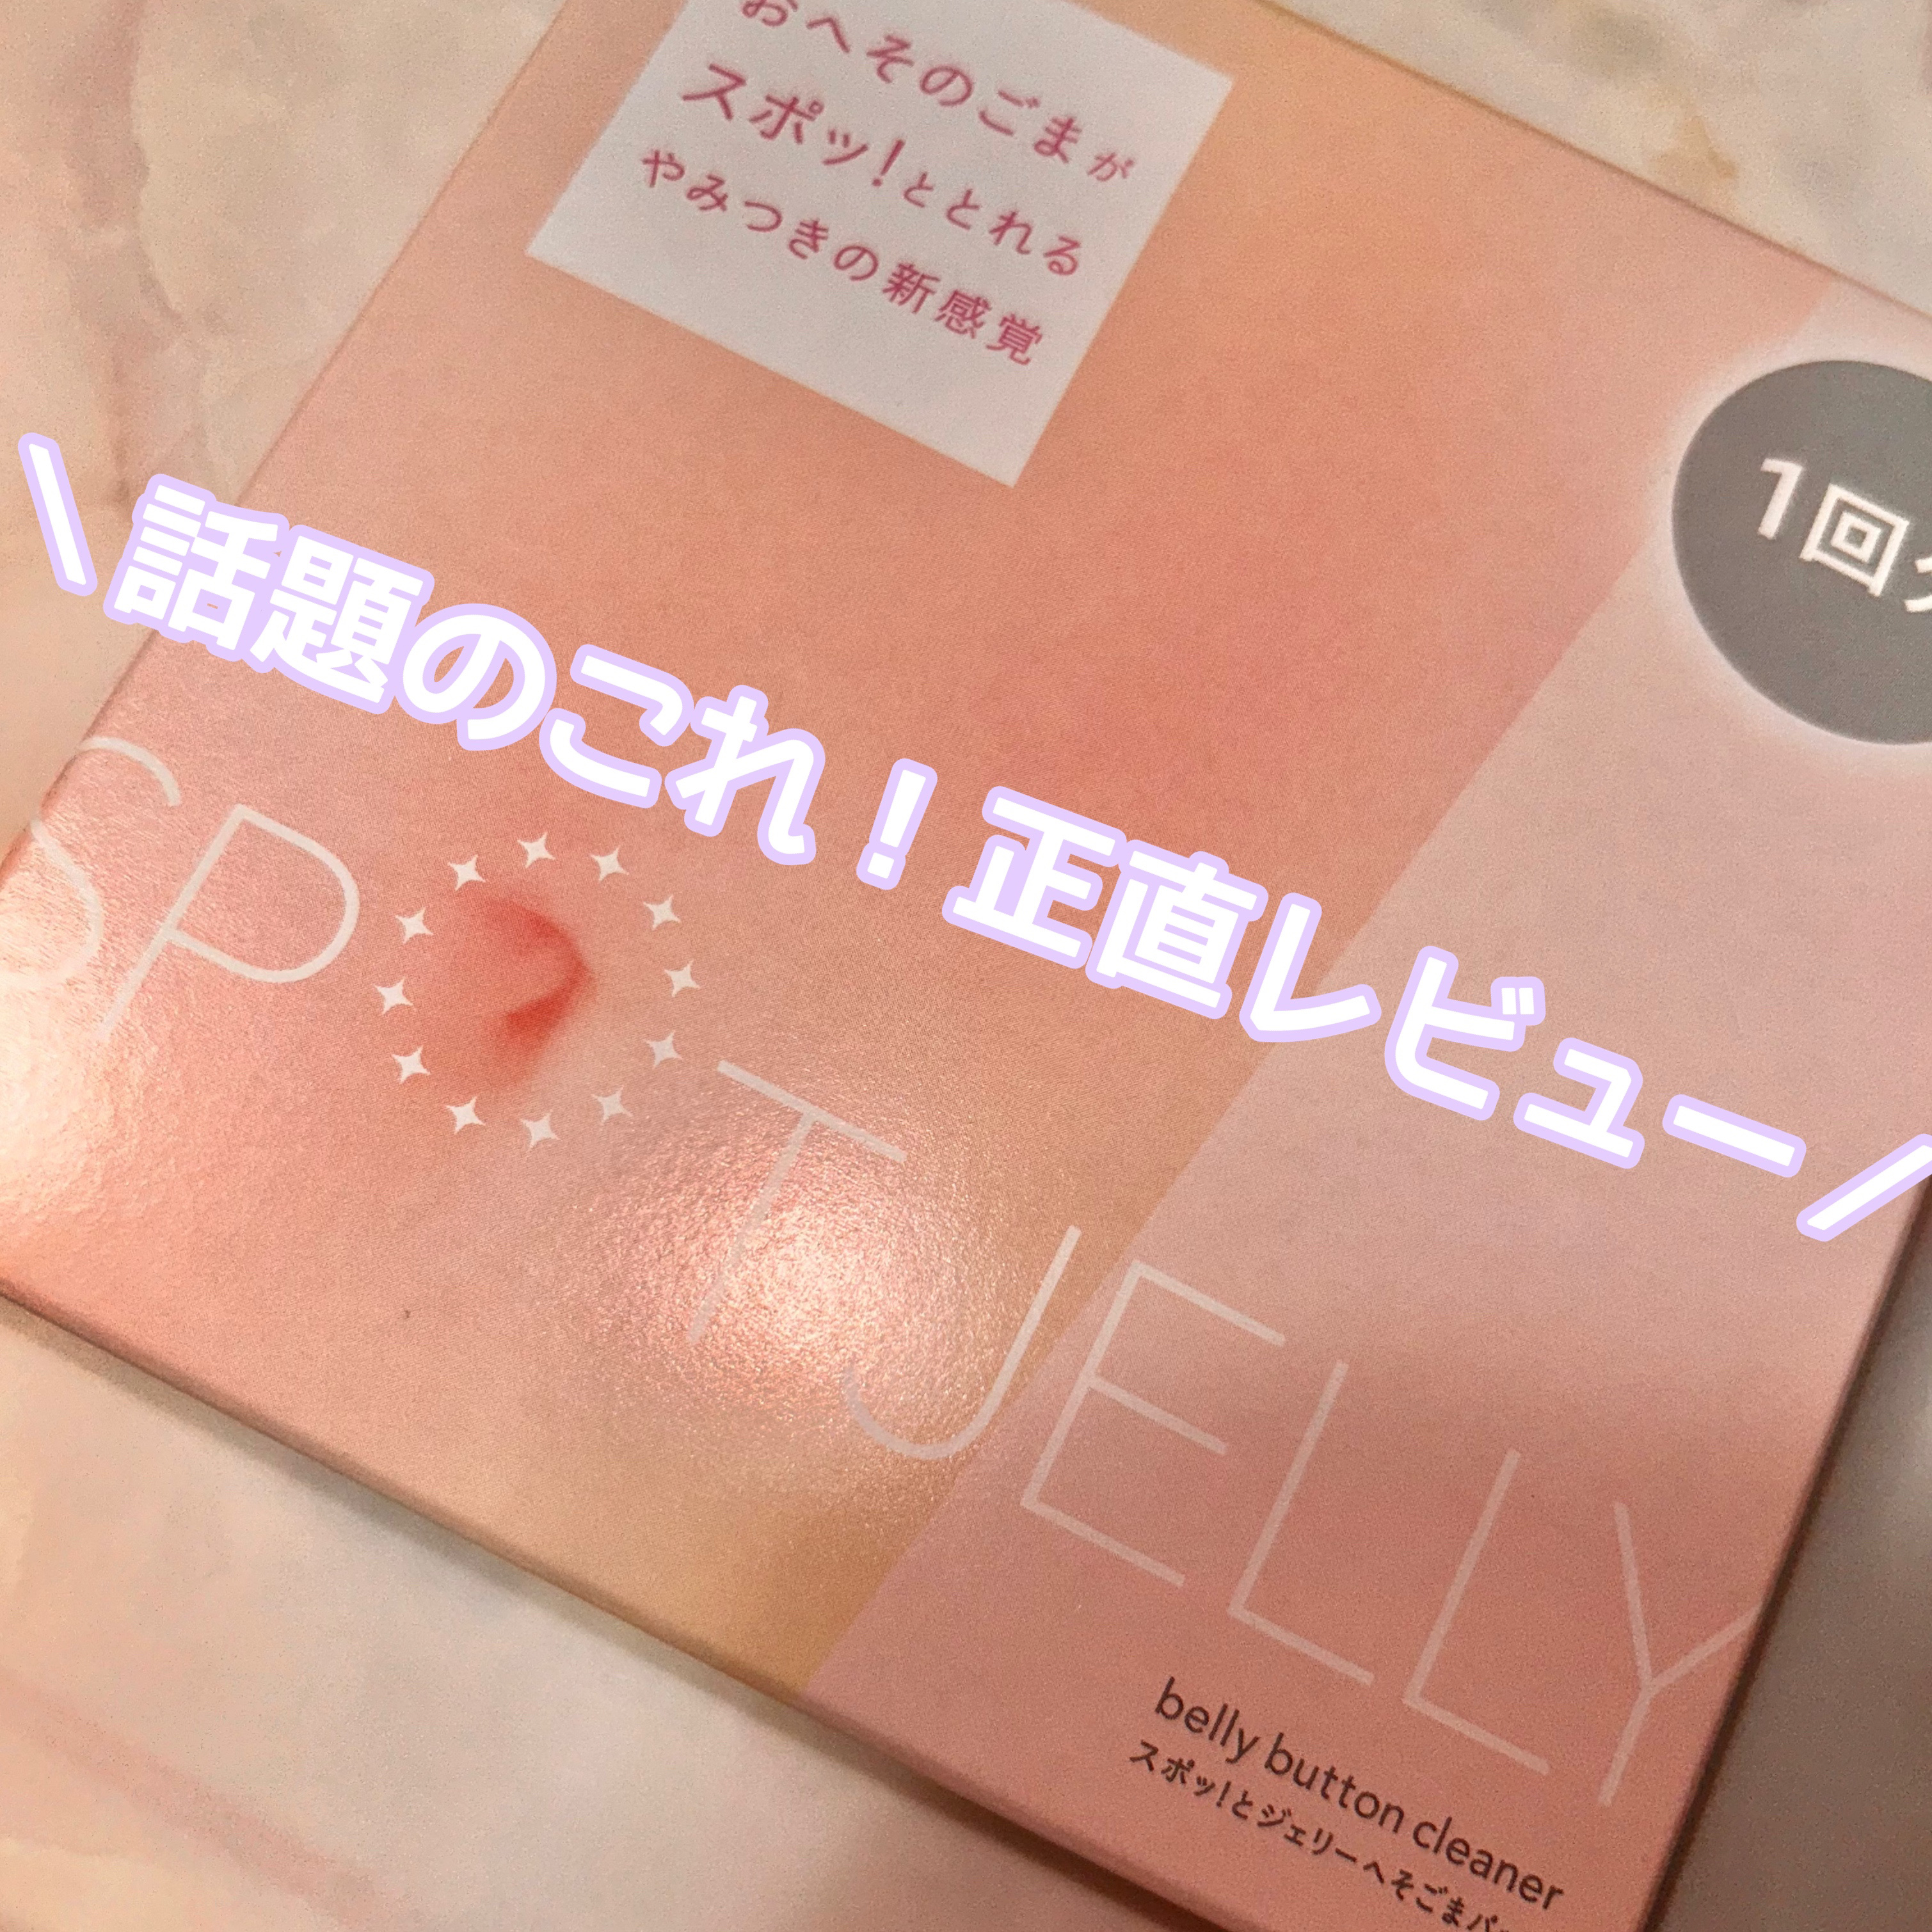 おへそのごまが
スポッ!ととれる
やみつきの新感覚
1回
\話題のこれ！正直レビュー/
SPOT JELLY
belly button cleaner
スポッ!とジェリーへそごまパ